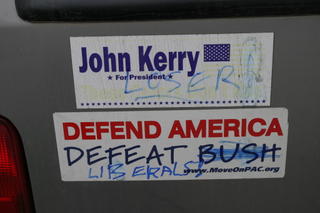 John Kerry
★ For President ★
LOSER!
DEFEND AMERICA
DEFEAT BUSH
LIBERALS!
www.MoveOnPAC.org